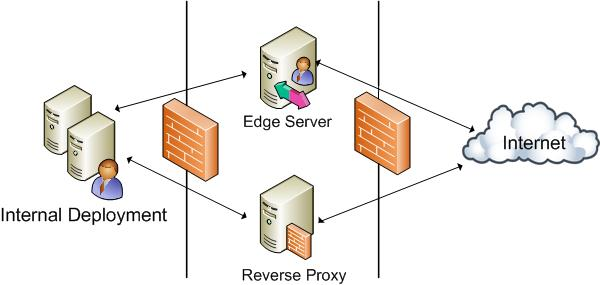 Edge Server
Internet
Internal Deployment
Reverse Proxy